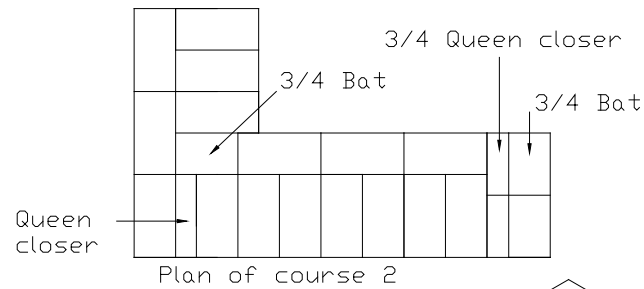 3/4 Queen closer
3/4 Bat
3/4 Bat
Queen
closer
Plan of course 2